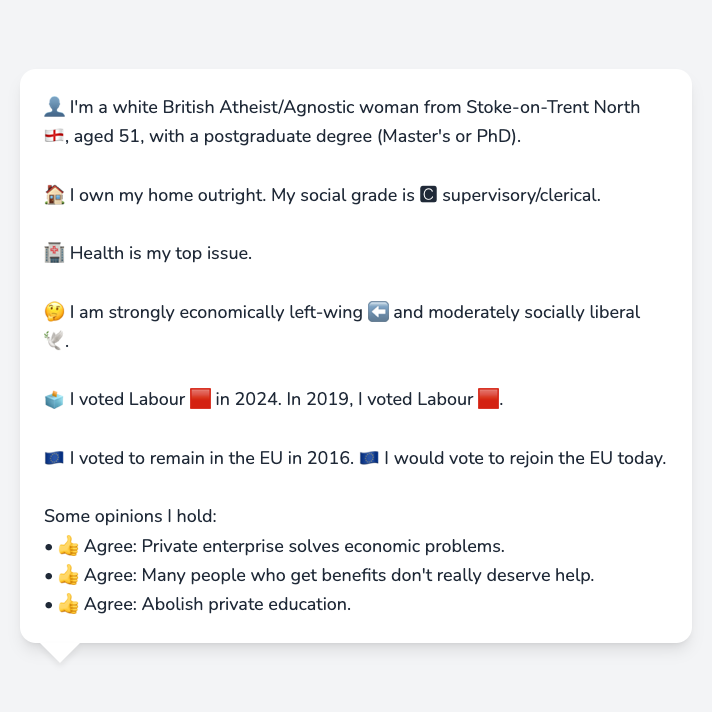 👤 I'm a white British Atheist/Agnostic woman from Stoke-on-Trent North
🏴󠁧󠁢󠁥󠁮󠁧󠁿, aged 51, with a postgraduate degree (Master's or PhD).
🏠 I own my home outright. My social grade is 🅲 supervisory/clerical.
🏥 Health is my top issue.
🤔 I am strongly economically left-wing ⬅️ and moderately socially liberal
🕊️.
🗳️ I voted Labour 🟥 in 2024. In 2019, I voted Labour 🟥.
🇪🇺 I voted to remain in the EU in 2016. 🇪🇺 I would vote to rejoin the EU today.
Some opinions I hold:
• 👍 Agree: Private enterprise solves economic problems.
• 👍 Agree: Many people who get benefits don't really deserve help.
• 👍 Agree: Abolish private education.